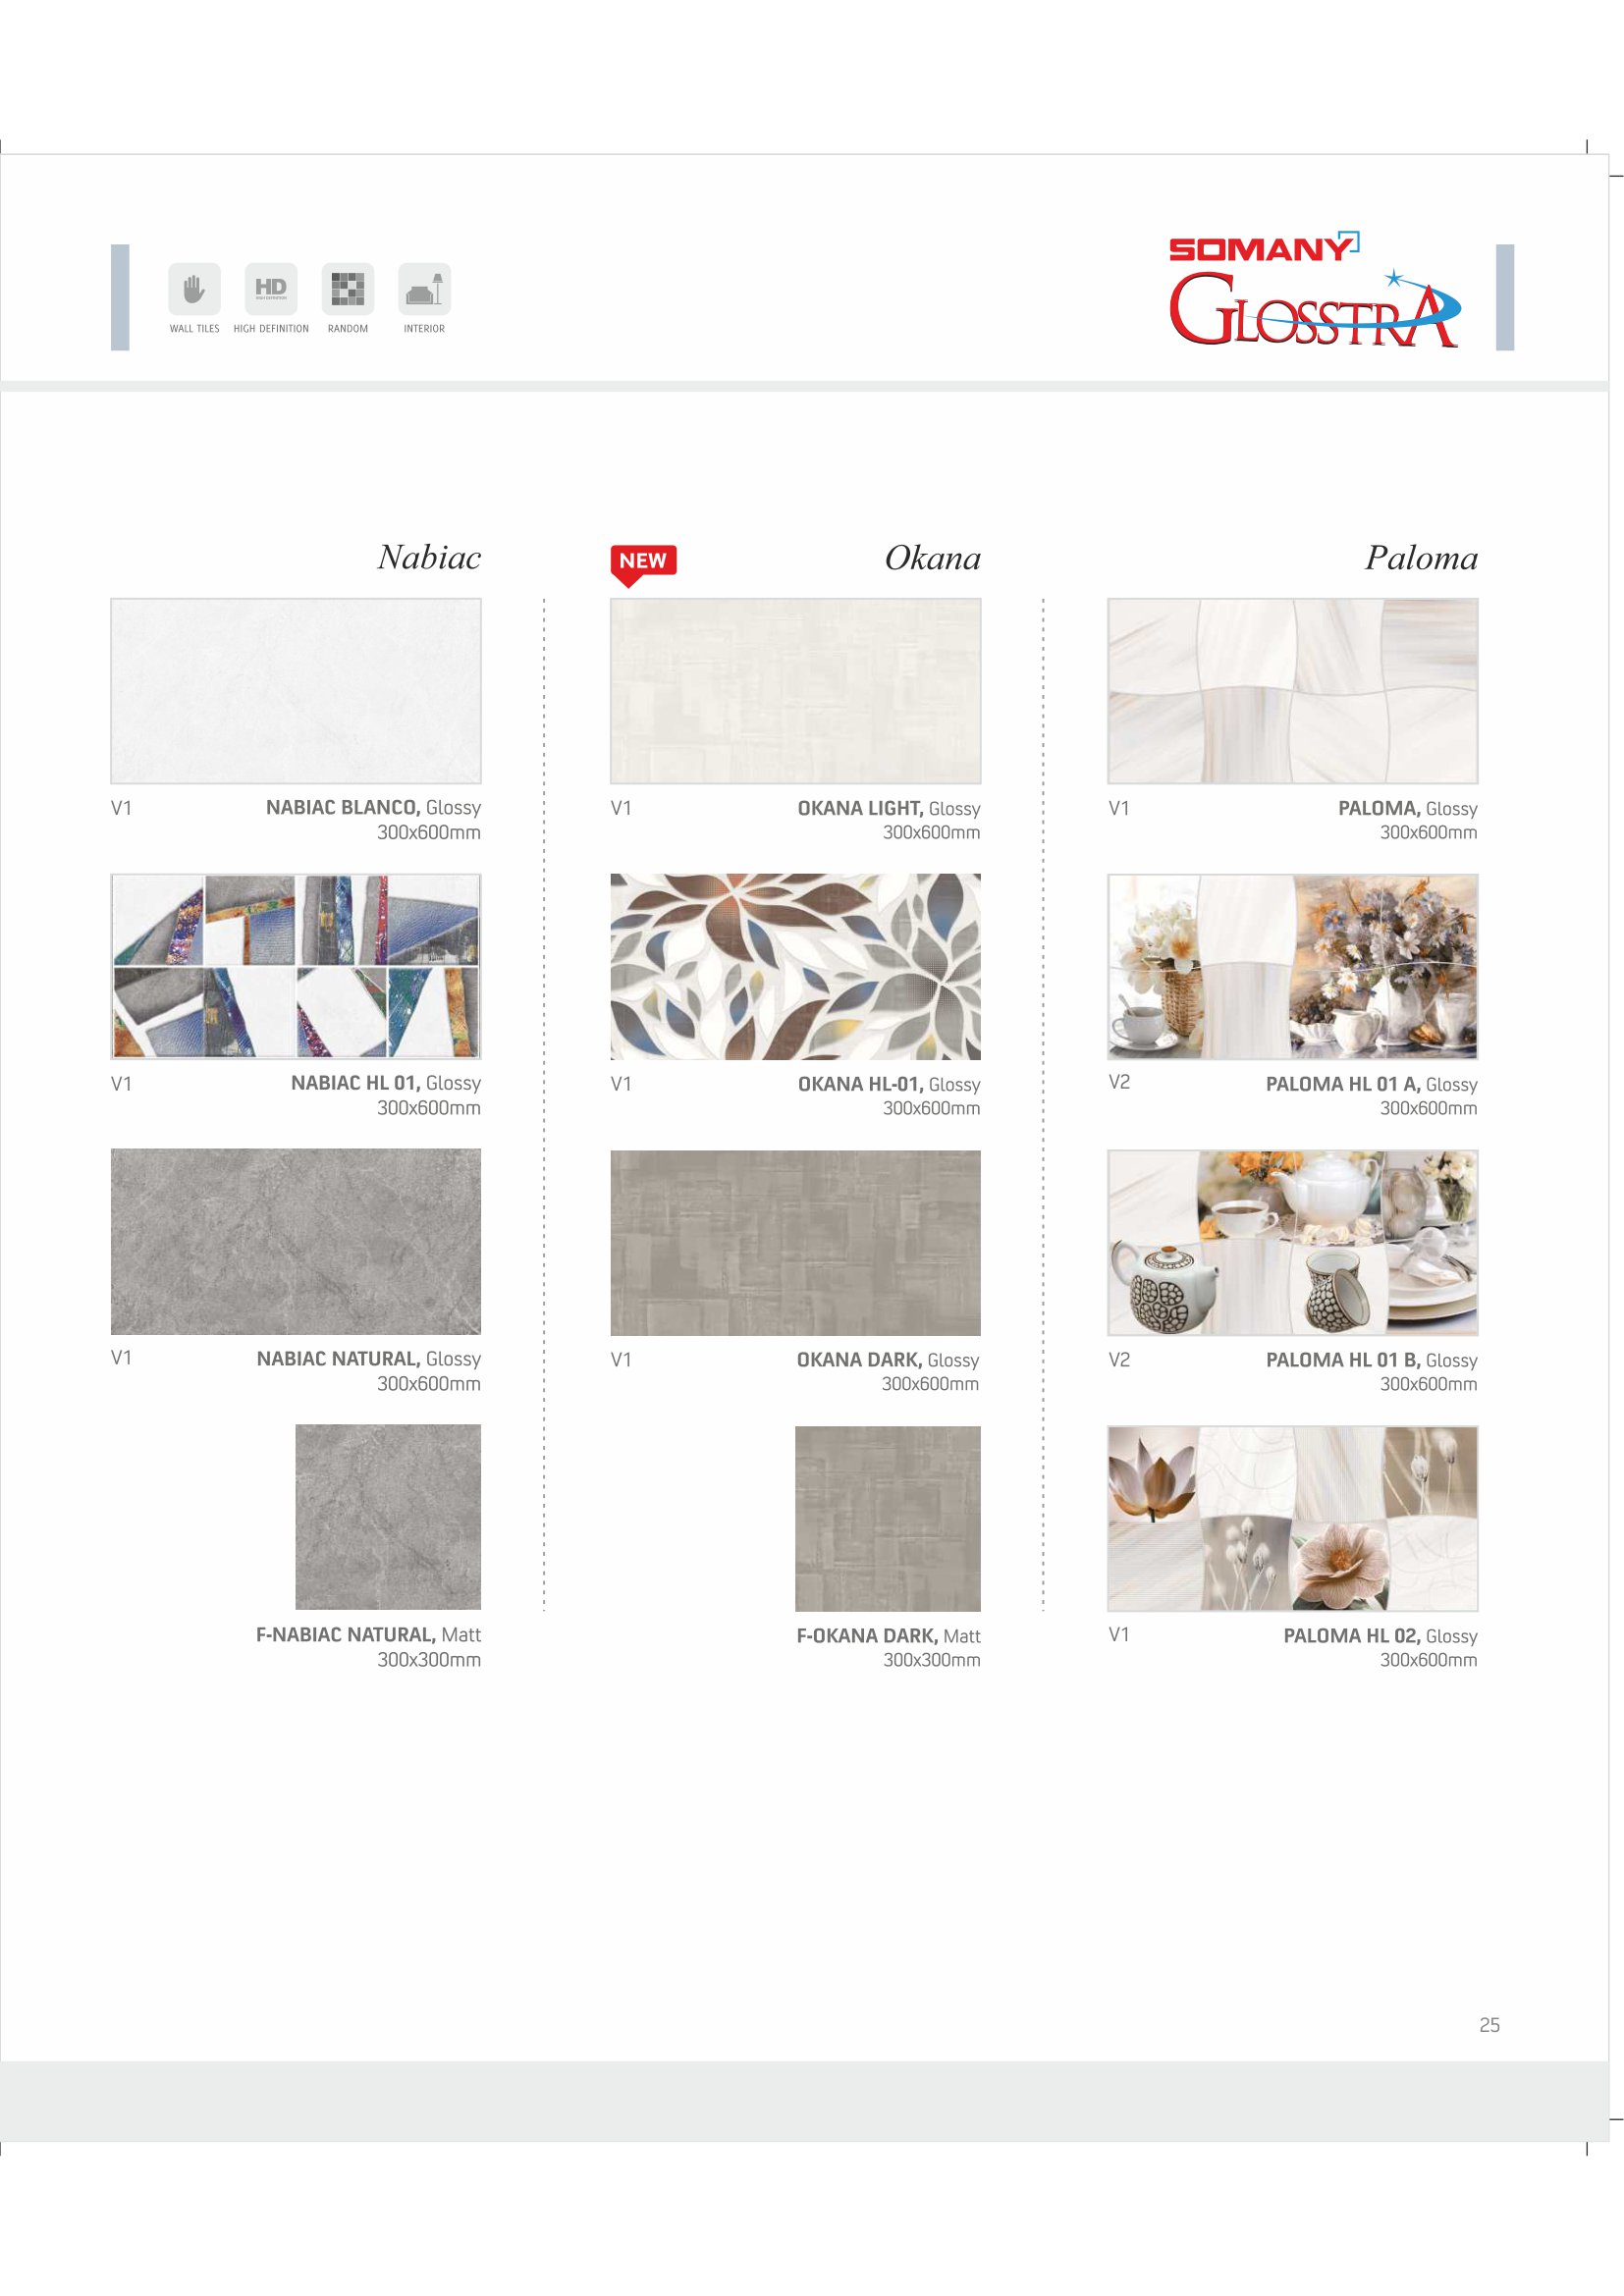 SOMANY
GLOSSTRA
HD
WALL TILES
HIGH DEFINITION
RANDOM
INTERIOR
Nabiac
V1 NABIAC BLANCO, Glossy
300x600mm
V1 NABIAC HL 01, Glossy
300x600mm
V1 NABIAC NATURAL, Glossy
300x600mm
F-NABIAC NATURAL, Matt
300x300mm
NEW
Okana
V1 OKANA LIGHT, Glossy
300x600mm
V1 OKANA HL-01, Glossy
300x600mm
V1 OKANA DARK, Glossy
300x600mm
F-OKANA DARK, Matt
300x300mm
Paloma
V1 PALOMA, Glossy
300x600mm
V2 PALOMA HL 01 A, Glossy
300x600mm
V2 PALOMA HL 01 B, Glossy
300x600mm
V1 PALOMA HL 02, Glossy
300x600mm
25